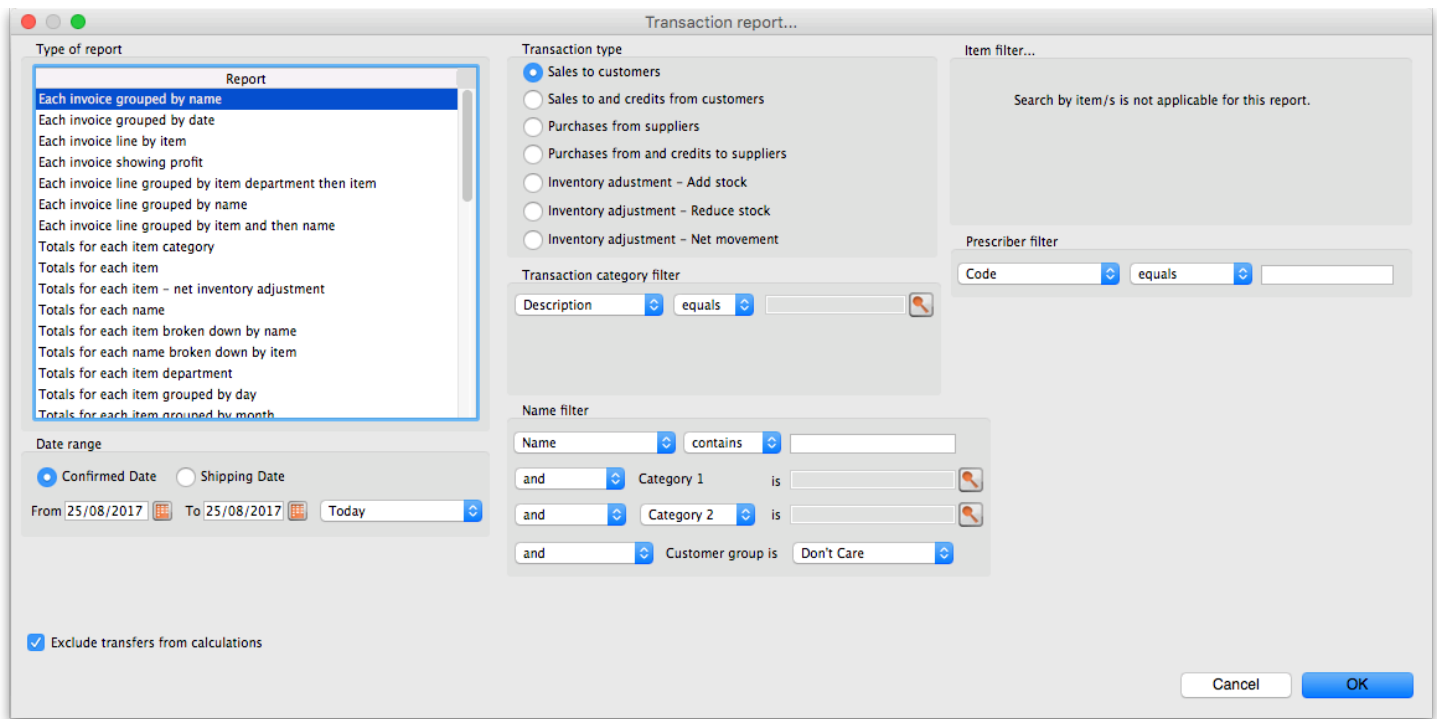 Transaction report...
Type of report
Report
Each invoice grouped by name
Each invoice grouped by date
Each invoice line by item
Each invoice showing profit
Each invoice line grouped by item department then item
Each invoice line grouped by name
Each invoice line grouped by item and then name
Totals for each item category
Totals for each item
Totals for each item – net inventory adjustment
Totals for each name
Totals for each item broken down by name
Totals for each name broken down by item
Totals for each item department
Totals for each item grouped by day
Totals for each item grouped by month
Date range
Confirmed Date Shipping Date
From 25/08/2017 To 25/08/2017 Today
Exclude transfers from calculations
Transaction type
Sales to customers
Sales to and credits from customers
Purchases from suppliers
Purchases from and credits to suppliers
Inventory adustment – Add stock
Inventory adjustment – Reduce stock
Inventory adjustment – Net movement
Transaction category filter
Description equals
Name filter
Name contains
and Category 1 is
and Category 2 is
and Customer group is Don't Care
Item filter...
Search by item/s is not applicable for this report.
Prescriber filter
Code equals
Cancel OK